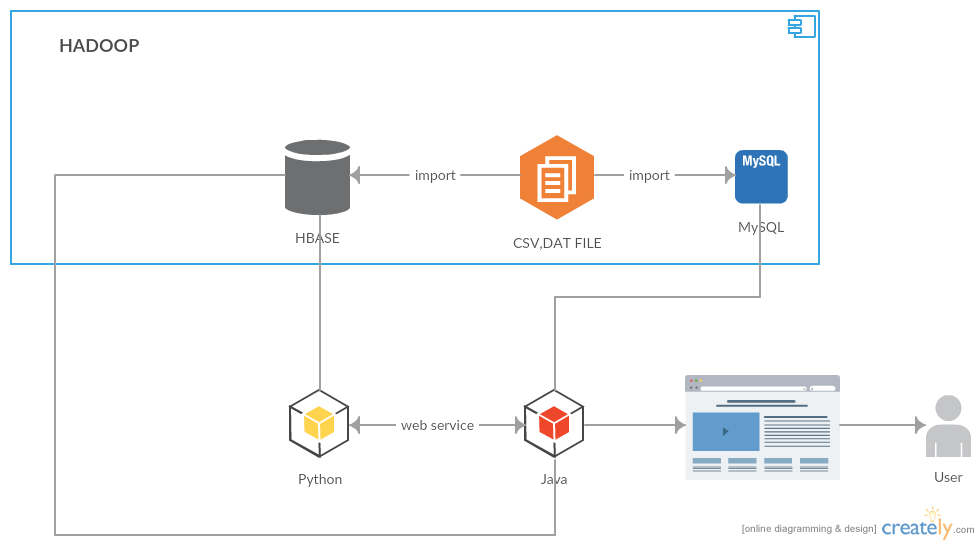 HADOOP
import
import
MySQL
HBASE
CSV,DAT FILE
MySQL
web service
Python
Java
User
[online diagramming & design] creately.com